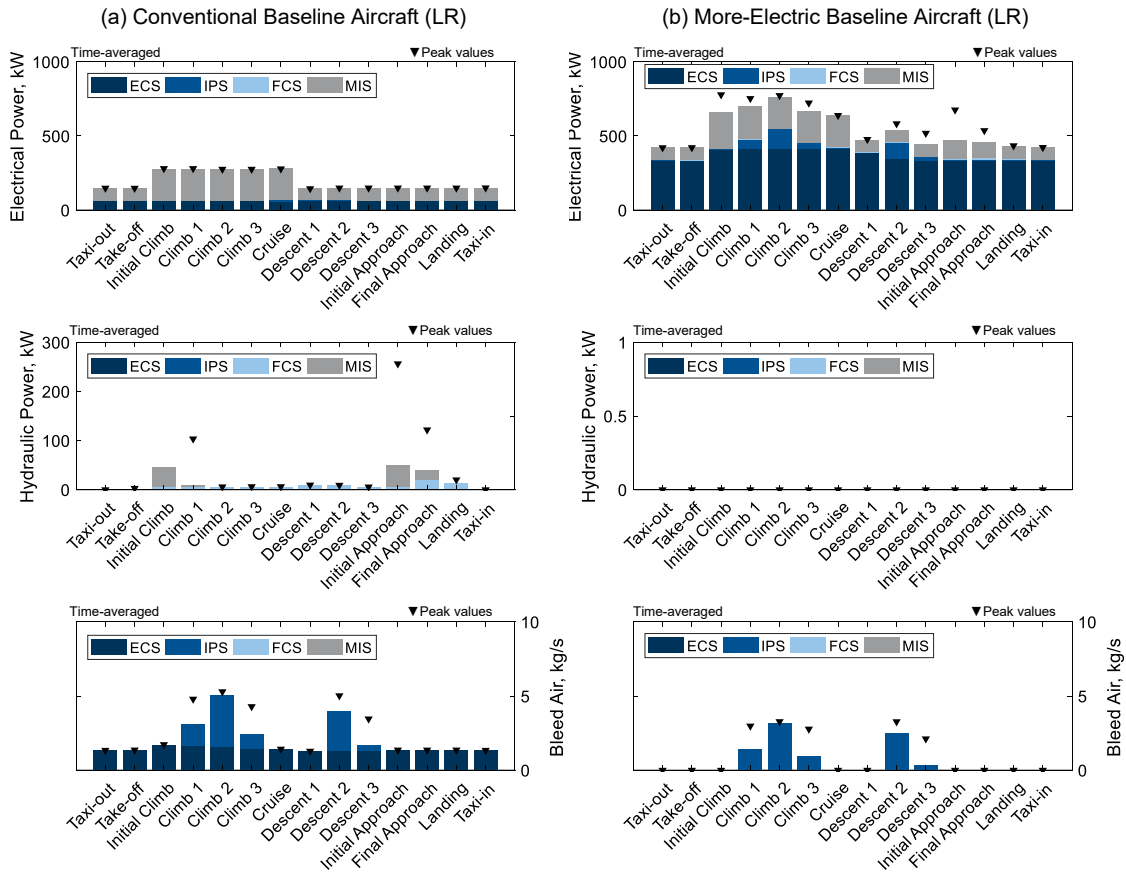 (a) Conventional Baseline Aircraft (LR)
(b) More-Electric Baseline Aircraft (LR)
Time-averaged
▼Peak values
Electrical Power, kW
1000
500
0
ECS IPS FCS MIS
Taxi-out
Take-off
Initial Climb
Climb 1
Climb 2
Climb 3
Cruise
Descent 1
Descent 2
Descent 3
Initial Approach
Final Approach
Landing
Taxi-in
Time-averaged
▼Peak values
Electrical Power, kW
1000
500
0
ECS IPS FCS MIS
Taxi-out
Take-off
Initial Climb
Climb 1
Climb 2
Climb 3
Cruise
Descent 1
Descent 2
Descent 3
Initial Approach
Final Approach
Landing
Taxi-in
Time-averaged
▼Peak values
Hydraulic Power, kW
300
200
100
0
ECS IPS FCS MIS
Taxi-out
Take-off
Initial Climb
Climb 1
Climb 2
Climb 3
Cruise
Descent 1
Descent 2
Descent 3
Initial Approach
Final Approach
Landing
Taxi-in
Time-averaged
▼Peak values
Hydraulic Power, kW
1
0.5
0
ECS IPS FCS MIS
Taxi-out
Take-off
Initial Climb
Climb 1
Climb 2
Climb 3
Cruise
Descent 1
Descent 2
Descent 3
Initial Approach
Final Approach
Landing
Taxi-in
Time-averaged
▼Peak values
ECS IPS FCS MIS
10
5
0
Bleed Air, kg/s
Taxi-out
Take-off
Initial Climb
Climb 1
Climb 2
Climb 3
Cruise
Descent 1
Descent 2
Descent 3
Initial Approach
Final Approach
Landing
Taxi-in
Time-averaged
▼Peak values
ECS IPS FCS MIS
10
5
0
Bleed Air, kg/s
Taxi-out
Take-off
Initial Climb
Climb 1
Climb 2
Climb 3
Cruise
Descent 1
Descent 2
Descent 3
Initial Approach
Final Approach
Landing
Taxi-in